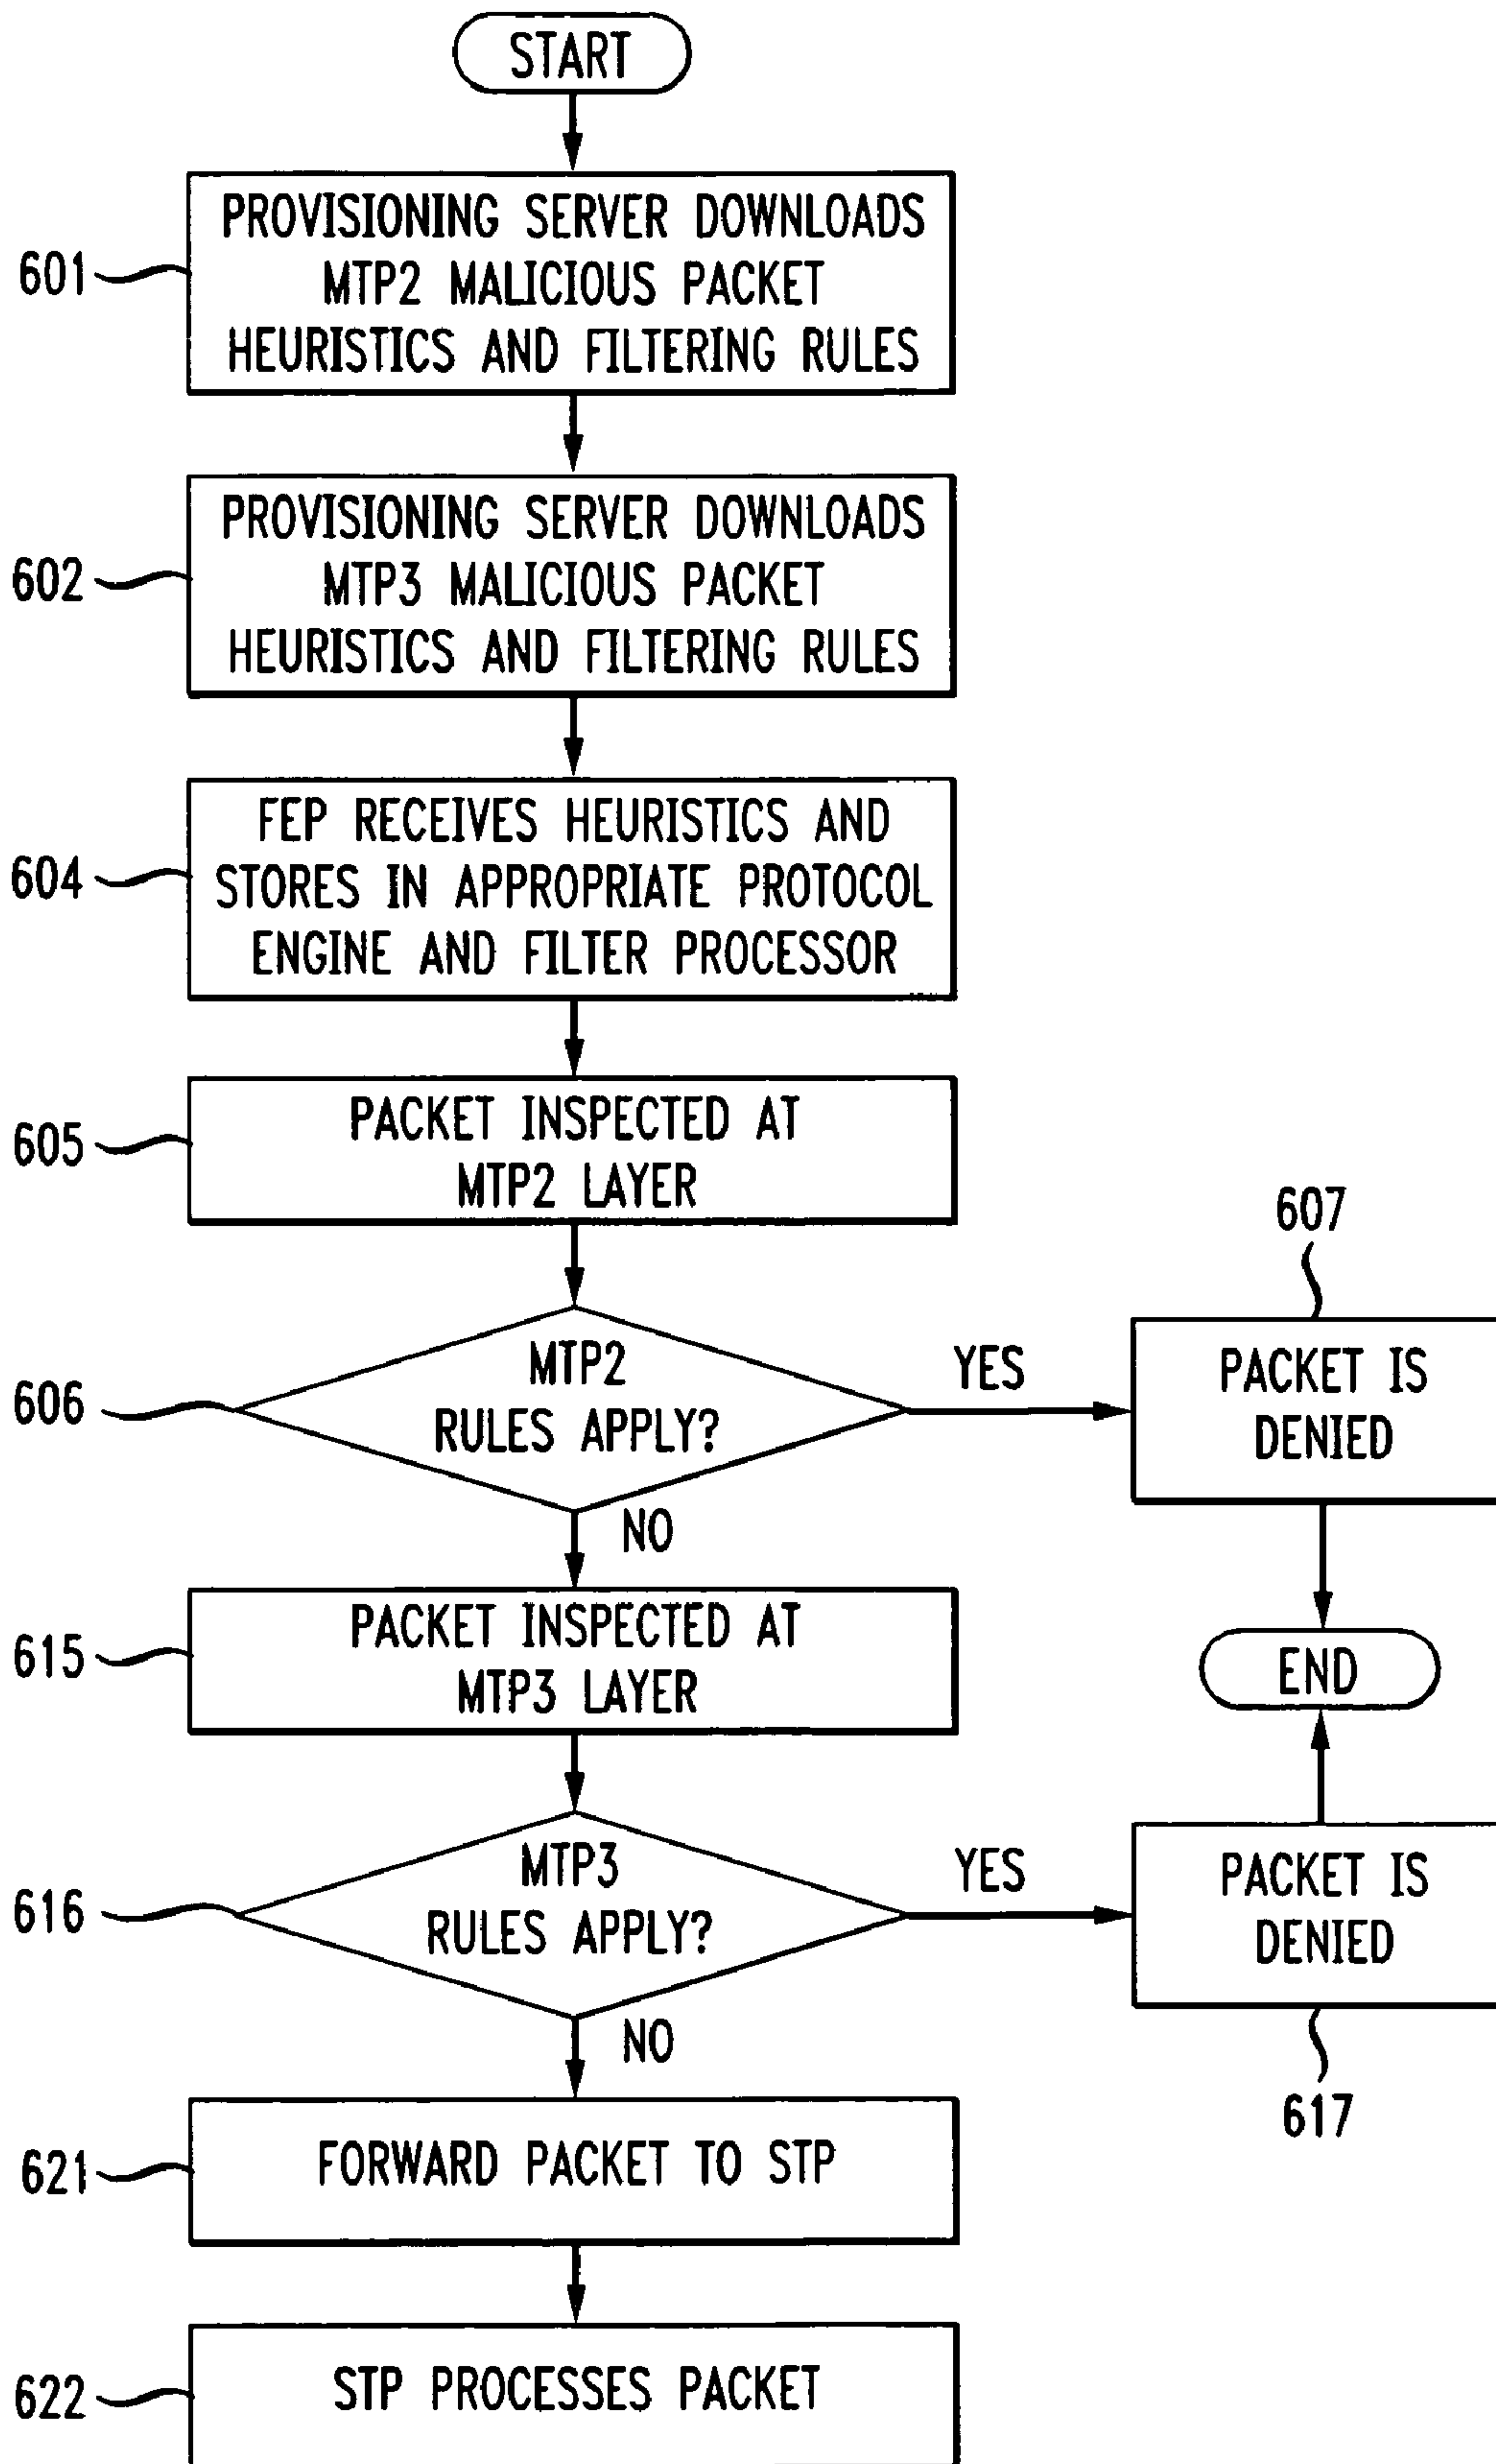 START
601
PROVISIONING SERVER DOWNLOADS
MTP2 MALICIOUS PACKET
HEURISTICS AND FILTERING RULES
602
PROVISIONING SERVER DOWNLOADS
MTP3 MALICIOUS PACKET
HEURISTICS AND FILTERING RULES
604
FEP RECEIVES HEURISTICS AND
STORES IN APPROPRIATE PROTOCOL
ENGINE AND FILTER PROCESSOR
605
PACKET INSPECTED AT
MTP2 LAYER
606
MTP2
RULES APPLY?
YES
607
PACKET IS
DENIED
NO
END
615
PACKET INSPECTED AT
MTP3 LAYER
616
MTP3
RULES APPLY?
YES
PACKET IS
DENIED
617
NO
621
FORWARD PACKET TO STP
622
STP PROCESSES PACKET